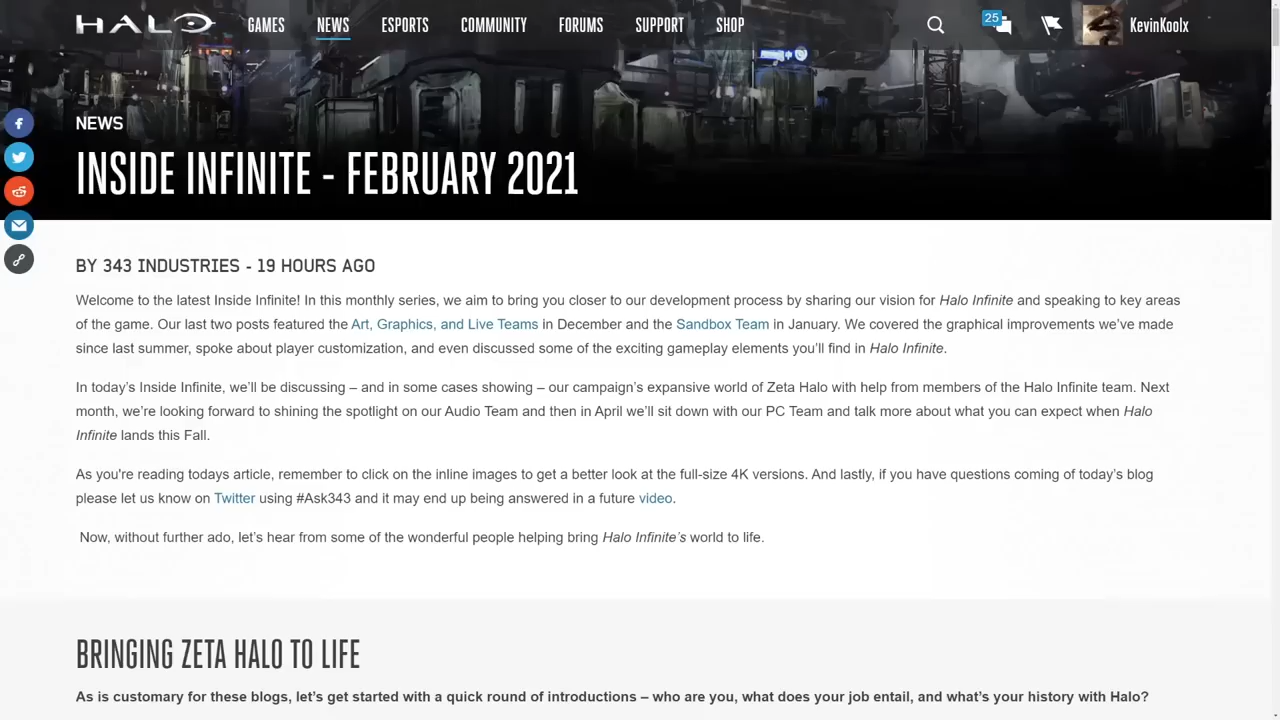 HALO GAMES NEWS ESPORTS COMMUNITY FORUMS SUPPORT SHOP 25 KevinKoolx
NEWS
INSIDE INFINITE - FEBRUARY 2021
BY 343 INDUSTRIES - 19 HOURS AGO
Welcome to the latest Inside Infinite! In this monthly series, we aim to bring you closer to our development process by sharing our vision for Halo Infinite and speaking to key areas
of the game. Our last two posts featured the Art, Graphics, and Live Teams in December and the Sandbox Team in January. We covered the graphical improvements we've made
since last summer, spoke about player customization, and even discussed some of the exciting gameplay elements you'll find in Halo Infinite.
In today's Inside Infinite, we'll be discussing – and in some cases showing – our campaign's expansive world of Zeta Halo with help from members of the Halo Infinite team. Next
month, we're looking forward to shining the spotlight on our Audio Team and then in April we'll sit down with our PC Team and talk more about what you can expect when Halo
Infinite lands this Fall.
As you're reading todays article, remember to click on the inline images to get a better look at the full-size 4K versions. And lastly, if you have questions coming of today's blog
please let us know on Twitter using #Ask343 and it may end up being answered in a future video.
Now, without further ado, let's hear from some of the wonderful people helping bring Halo Infinite's world to life.
BRINGING ZETA HALO TO LIFE
As is customary for these blogs, let's get started with a quick round of introductions – who are you, what does your job entail, and what's your history with Halo?